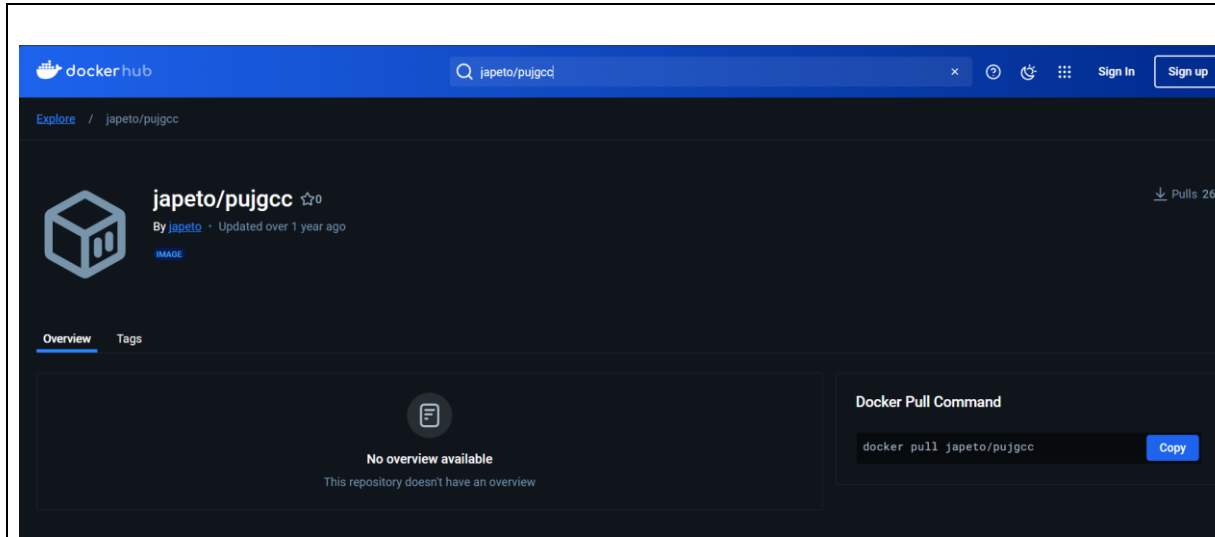 dockerhub
japeto/pujgcc
Sign In
Sign up
Explore / japeto/pujgcc
japeto/pujgcc 0
By japeto · Updated over 1 year ago
Pulls 26
IMAGE
Overview
Tags
Docker Pull Command
docker pull japeto/pujgcc
Copy
No overview available
This repository doesn't have an overview